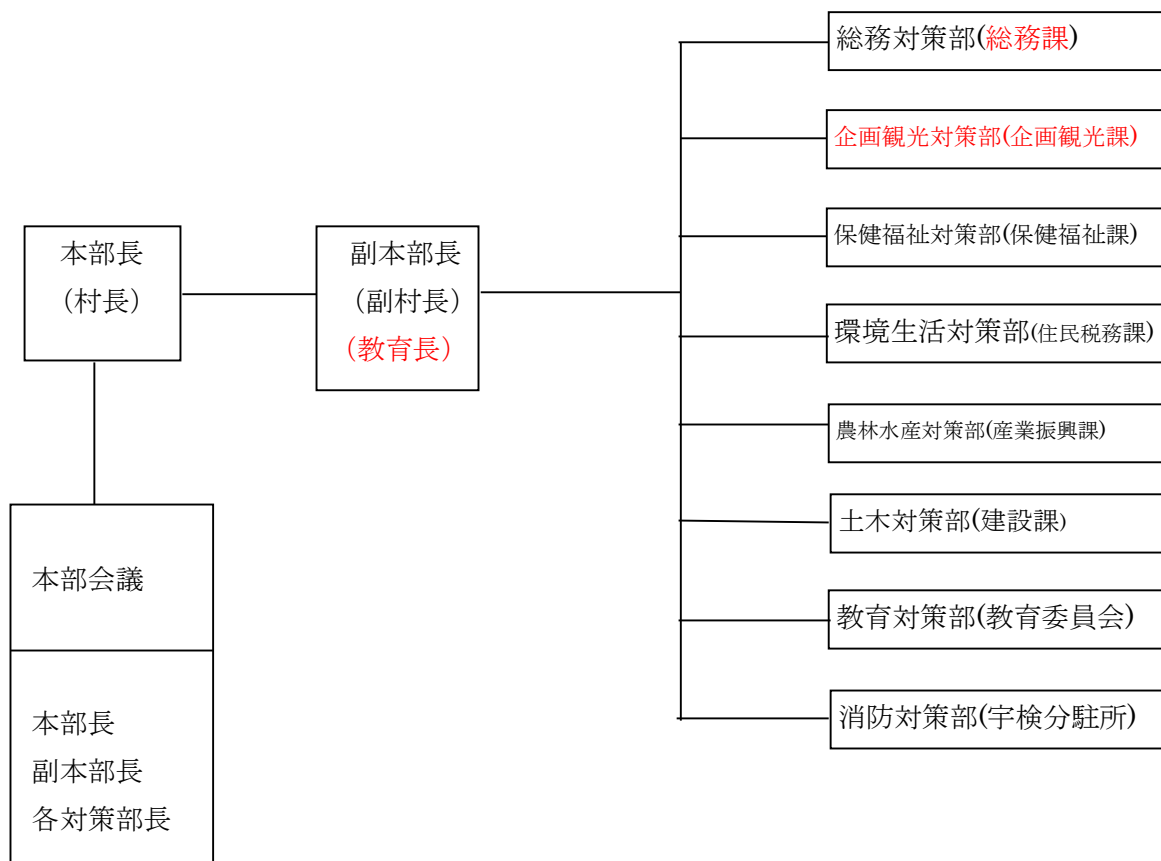 本部長
（村長）
副本部長
（副村長）
（教育長）
総務対策部(総務課)
企画観光対策部(企画観光課)
保健福祉対策部(保健福祉課)
環境生活対策部(住民税務課)
農林水産対策部(産業振興課)
土木対策部(建設課)
教育対策部(教育委員会)
消防対策部(宇検分駐所)
本部会議
本部長
副本部長
各対策部長